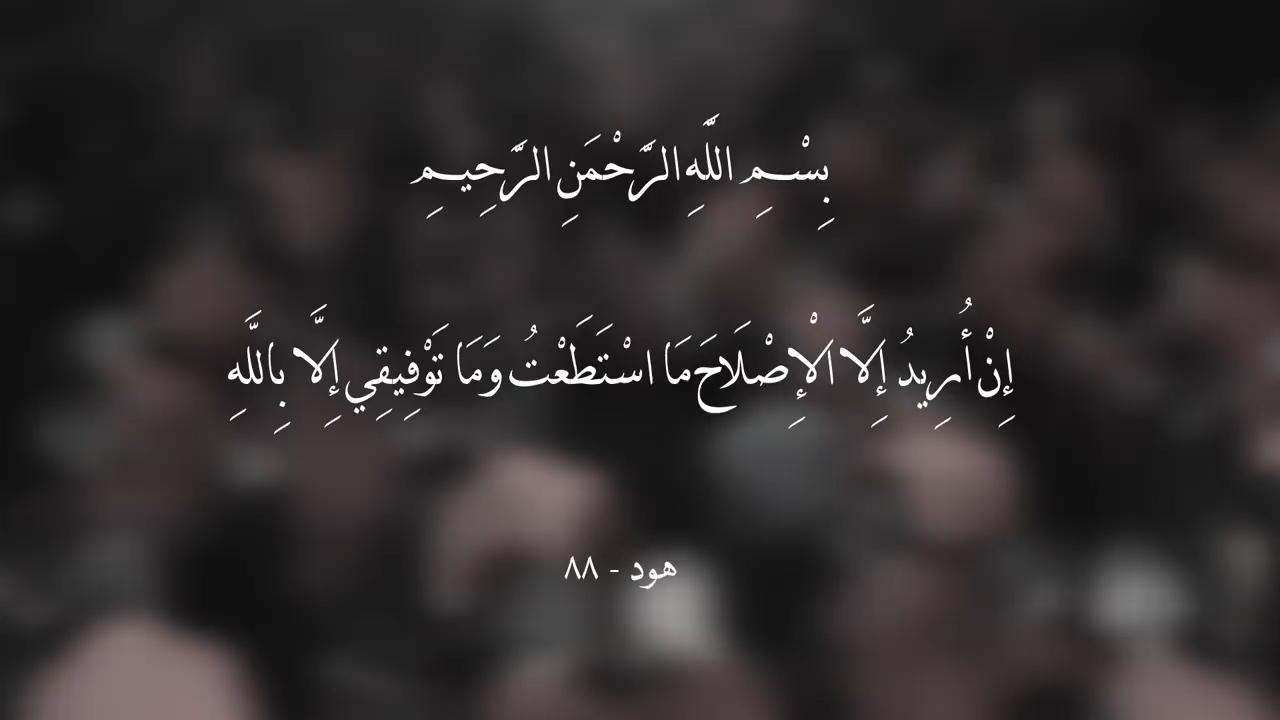 بِسْمِ اللَّهِ الرَّحْمَنِ الرَّحِيمِ
إِنْ أُرِيدُ إِلَّا الْإِصْلَاحَ مَا اسْتَطَعْتُ وَمَا تَوْفِيقِي إِلَّا بِاللَّهِ
هود - ٨٨